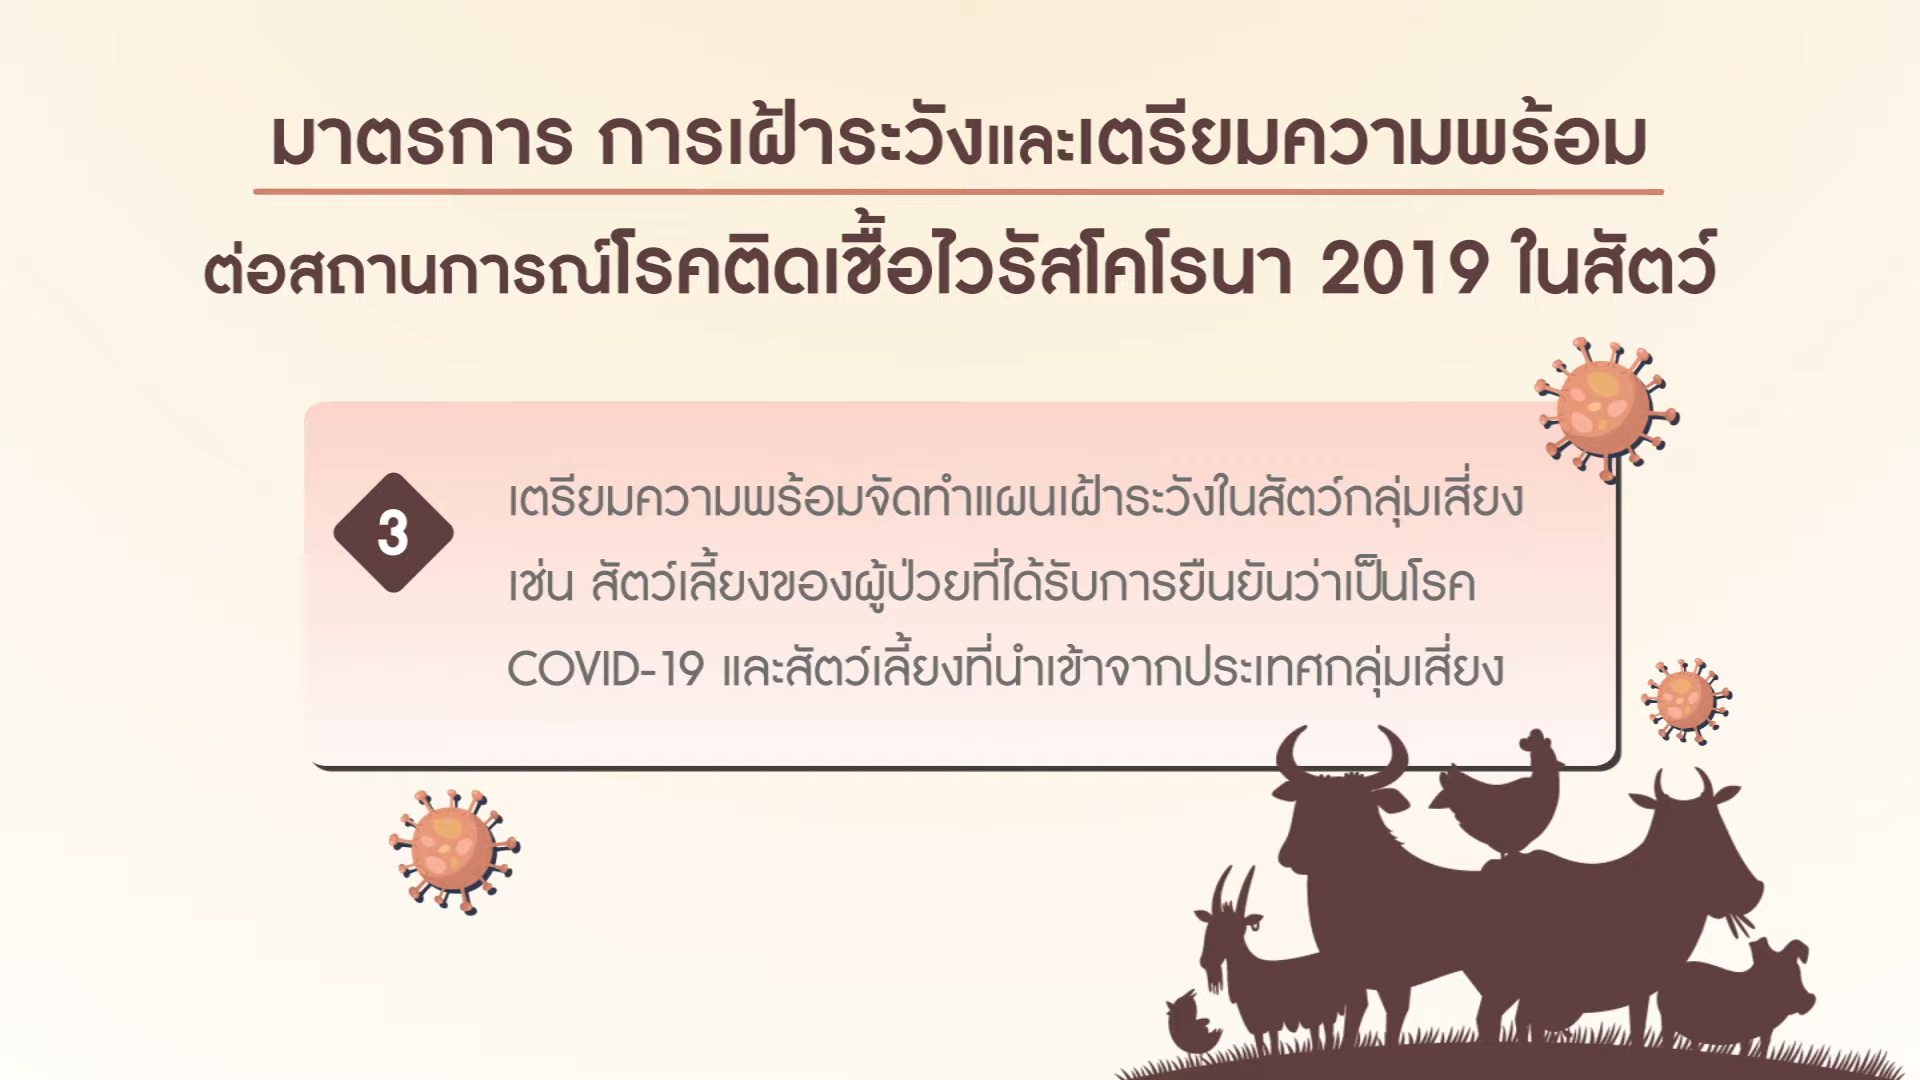 มาตรการ การเฝ้าระวังและเตรียมความพร้อม
ต่อสถานการณ์โรคติดเชื้อไวรัสโคโรนา 2019 ในสัตว์
3
เตรียมความพร้อมจัดทำแผนเฝ้าระวังในสัตว์กลุ่มเสี่ยง
เช่น สัตว์เลี้ยงของผู้ป่วยที่ได้รับการยืนยันว่าเป็นโรค
COVID-19 และสัตว์เลี้ยงที่นำเข้าจากประเทศกลุ่มเสี่ยง